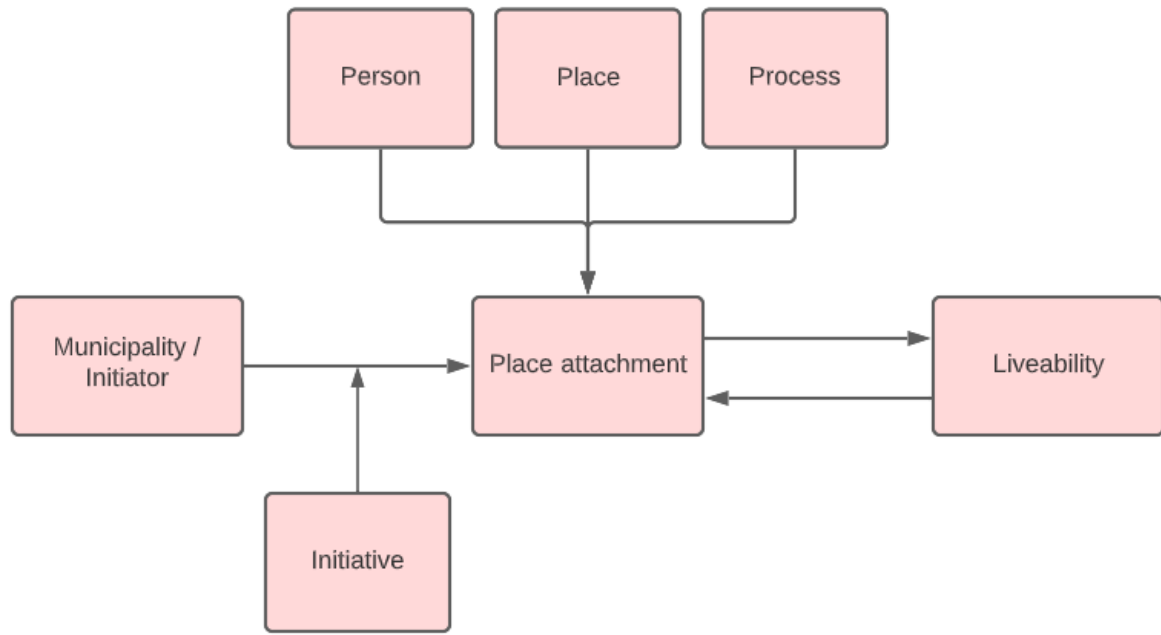 Person
Place
Process
Municipality /
Initiator
Place attachment
Liveability
Initiative